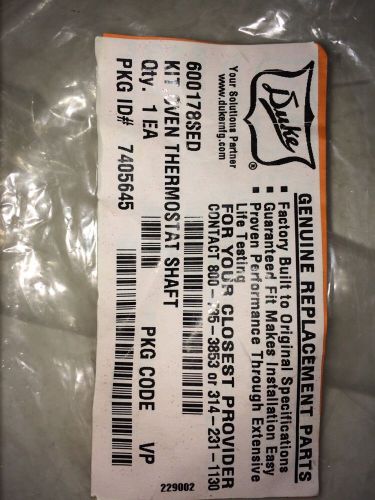 Duke
®
Your Solutions Partner
www.dukemfg.com
GENUINE REPLACEMENT PARTS
▪ Factory Built to Original Specifications
▪ Guaranteed Fit Makes Installation Easy
▪ Proven Performance Through Extensive
Life Testing
FOR YOUR CLOSEST PROVIDER
CONTACT 800-735-3853 or 314-231-1130
600178SED
KIT,OVEN THERMOSTAT SHAFT
Qty. 1 EA
PKG ID# 7405645
PKG CODE VP
229002